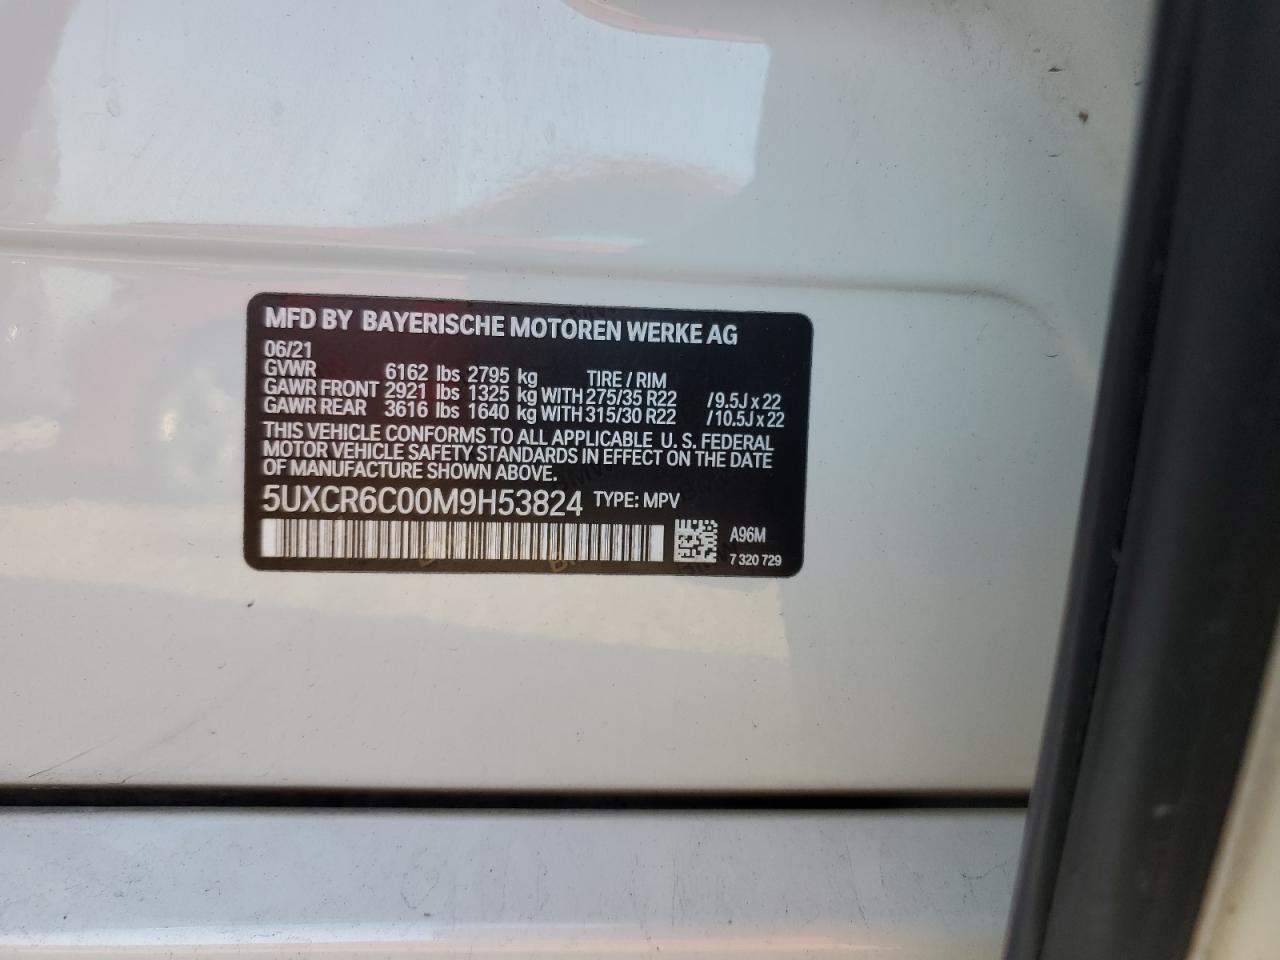 MFD BY BAYERISCHE MOTOREN WERKE AG
06/21
GVWR 6162 lbs 2795 kg TIRE / RIM
GAWR FRONT 2921 lbs 1325 kg WITH 275/35 R22 /9.5J x 22
GAWR REAR 3616 lbs 1640 kg WITH 315/30 R22 /10.5J x 22
THIS VEHICLE CONFORMS TO ALL APPLICABLE U.S. FEDERAL
MOTOR VEHICLE SAFETY STANDARDS IN EFFECT ON THE DATE
OF MANUFACTURE SHOWN ABOVE.
5UXCR6C00M9H53824 TYPE: MPV
A96M
7 320 729